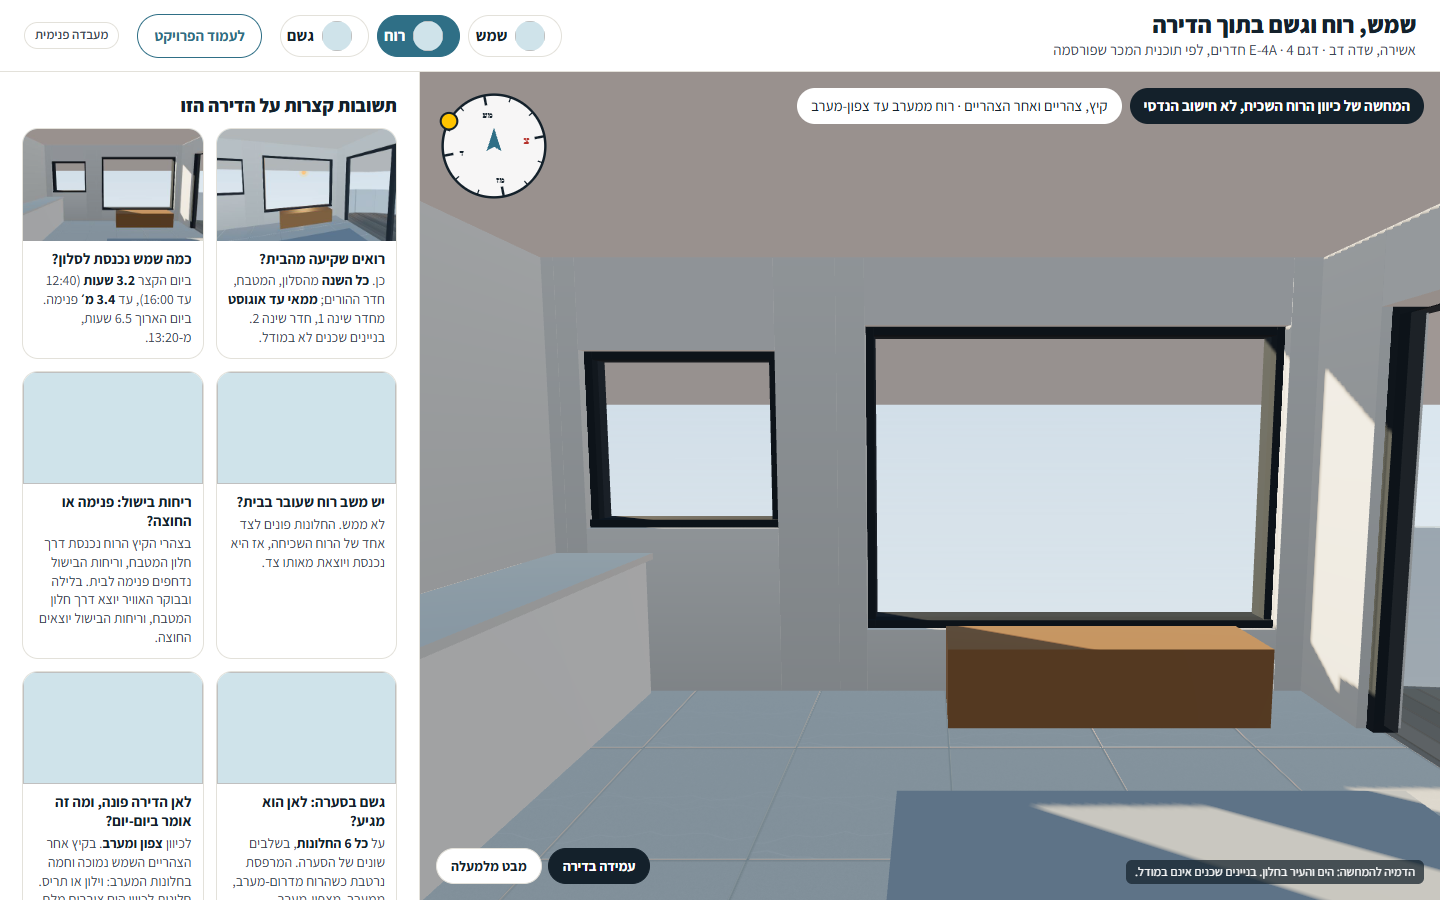 שמש, רוח וגשם בתוך הדירה
אשירה, שדה דב · דגם E-4A · 4 חדרים, לפי תוכנית המכר שפורסמה
שמש
רוח
גשם
לעמוד הפרויקט
מעבדה פנימית
המחשה של כיוון הרוח השכיח, לא חישוב הנדסי
קיץ, צהריים ואחר הצהריים · רוח ממערב עד צפון-מערב
צ
מע
ד
מז
עמידה בדירה
מבט מלמעלה
הדמיה להמחשה: הים והעיר בחלון. בניינים שכנים אינם במודל.
תשובות קצרות על הדירה הזו
רואים שקיעה מהבית?
כן. כל השנה מהסלון, המטבח,
חדר ההורים; ממאי עד אוגוסט
מחדר שינה 1, חדר שינה 2.
בניינים שכנים לא במודל.
כמה שמש נכנסת לסלון?
ביום הקצר 3.2 שעות (12:40
עד 16:00), עד 3.4 מ׳ פנימה.
ביום הארוך 6.5 שעות,
מ-13:20.
יש משב רוח שעובר בבית?
לא ממש. החלונות פונים לצד
אחד של הרוח השכיחה, אז היא
נכנסת ויוצאת מאותו צד.
ריחות בישול: פנימה או
החוצה?
בצהרי הקיץ הרוח נכנסת דרך
חלון המטבח, וריחות הבישול
נדחפים פנימה לבית. בלילה
ובבוקר האוויר יוצא דרך חלון
המטבח, וריחות הבישול יוצאים
החוצה.
גשם בסערה: לאן הוא
מגיע?
על כל 6 החלונות, בשלבים
שונים של הסערה. המרפסת
נרטבת כשהרוח מדרום-מערב,
ממערב, מצפון-מערב
לאן הדירה פונה, ומה זה
אומר ביום-יום?
לכיוון צפון ומערב. בקיץ אחר
הצהריים השמש נמוכה וחמה
בחלונות המערב: וילון או תריס.
חלונות לכיוון הים צוברים מלח